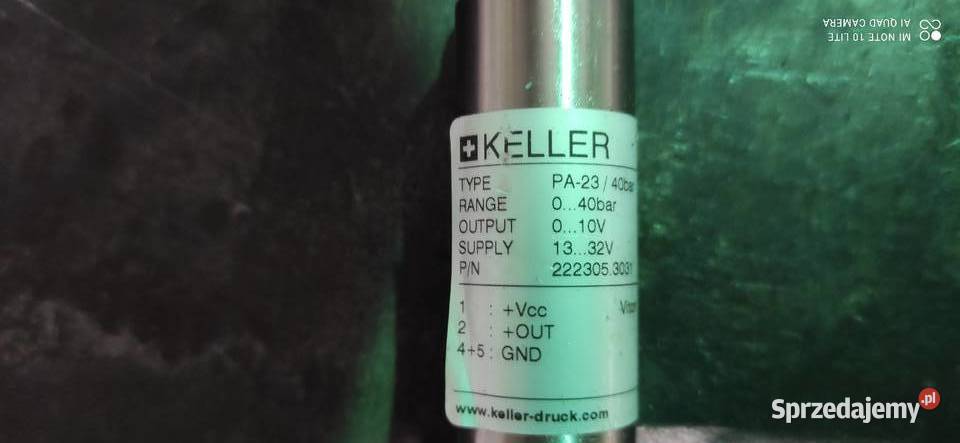 KELLER
TYPE PA-23 / 40bar
RANGE 0...40bar
OUTPUT 0...10V
SUPPLY 13...32V
P/N 222305.3031
1 : +Vcc
2 : +OUT
4+5 : GND
www.keller-druck.com
MI NOTE 10 LITE
AI QUAD CAMERA
Sprzedajemy.pl